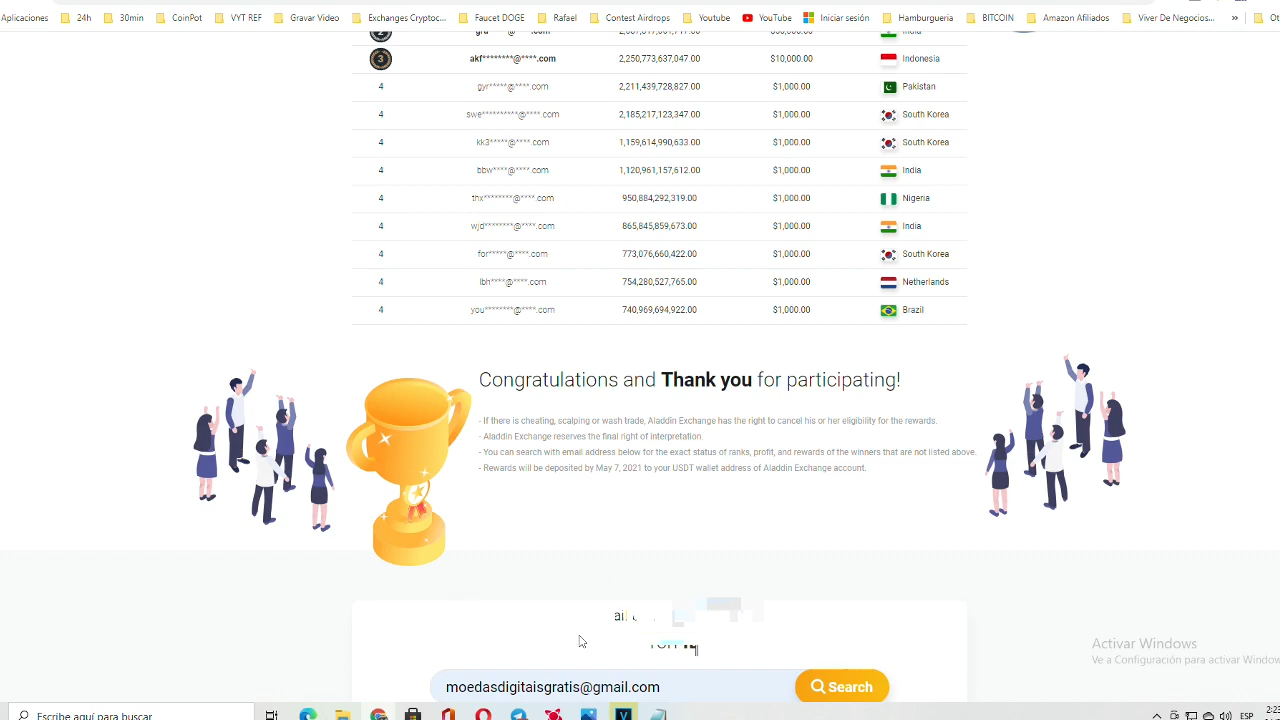 Aplicaciones 24h 30min CoinPot VYT REF Gravar Video Exchanges Cryptoc... Faucet DOGE Rafael Contest Airdrops Youtube YouTube Iniciar sesión Hamburgueria BITCOIN Amazon Afiliados Viver De Negocios... »
3 akf********@****.com 2,250,773,637,047.00 $10,000.00 Indonesia
4 gyr*****@****.com 2,211,439,728,827.00 $1,000.00 Pakistan
4 swe**********@****.com 2,185,217,123,347.00 $1,000.00 South Korea
4 kk3*****@****.com 1,159,614,990,633.00 $1,000.00 South Korea
4 bbw****@****.com 1,120,961,157,612.00 $1,000.00 India
4 thx********@****.com 950,884,292,319.00 $1,000.00 Nigeria
4 wjd********@****.com 865,845,859,673.00 $1,000.00 India
4 for*****@****.com 773,076,660,422.00 $1,000.00 South Korea
4 lbh****@****.com 754,280,527,765.00 $1,000.00 Netherlands
4 you********@****.com 740,969,694,922.00 $1,000.00 Brazil
Congratulations and Thank you for participating!
- If there is cheating, scalping or wash trade, Aladdin Exchange has the right to cancel his or her eligibility for the rewards.
- Aladdin Exchange reserves the final right of interpretation.
- You can search with email address below for the exact status of ranks, profit, and rewards of the winners that are not listed above.
- Rewards will be deposited by May 7, 2021 to your USDT wallet address of Aladdin Exchange account.
Activar Windows
Ve a Configuración para activar Window
moedasdigitaisgratis@gmail.com Search
Escribe aquí para buscar ESP